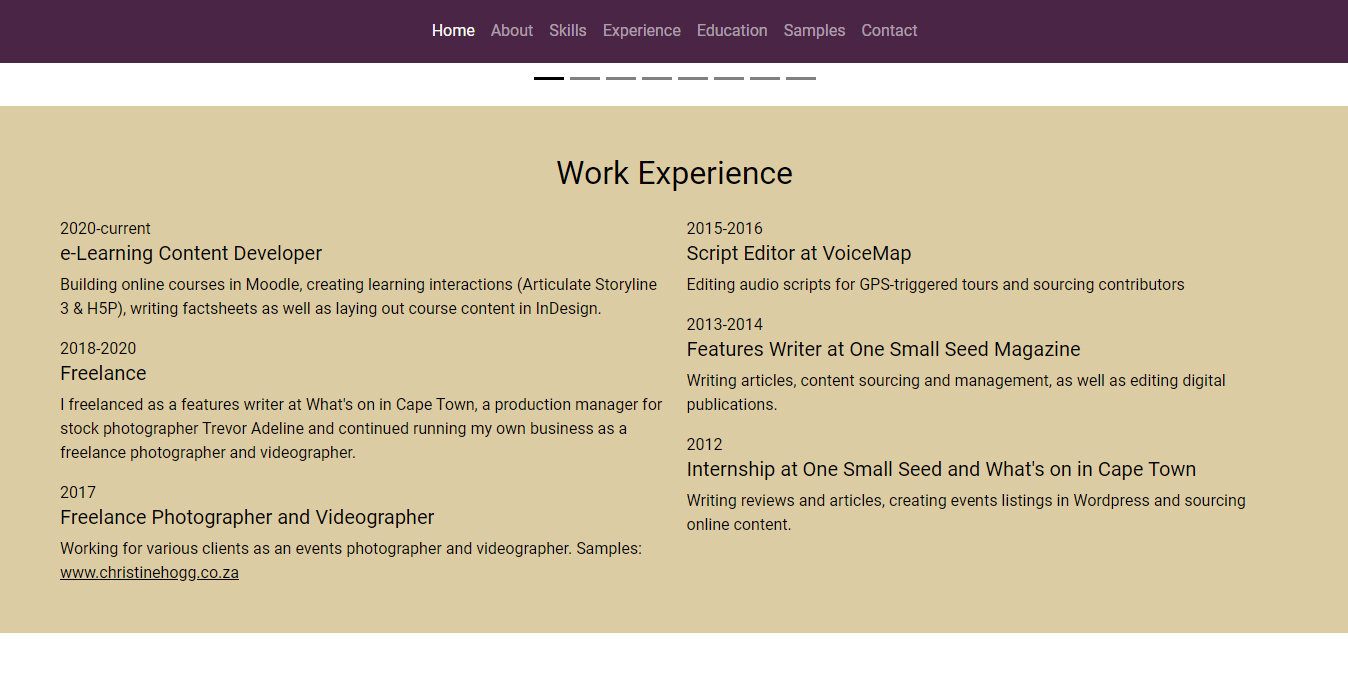 Home About Skills Experience Education Samples Contact
Work Experience
2020-current
e-Learning Content Developer
Building online courses in Moodle, creating learning interactions (Articulate Storyline
3 & H5P), writing factsheets as well as laying out course content in InDesign.
2018-2020
Freelance
I freelanced as a features writer at What's on in Cape Town, a production manager for
stock photographer Trevor Adeline and continued running my own business as a
freelance photographer and videographer.
2017
Freelance Photographer and Videographer
Working for various clients as an events photographer and videographer. Samples:
www.christinehogg.co.za
2015-2016
Script Editor at VoiceMap
Editing audio scripts for GPS-triggered tours and sourcing contributors
2013-2014
Features Writer at One Small Seed Magazine
Writing articles, content sourcing and management, as well as editing digital
publications.
2012
Internship at One Small Seed and What's on in Cape Town
Writing reviews and articles, creating events listings in Wordpress and sourcing
online content.